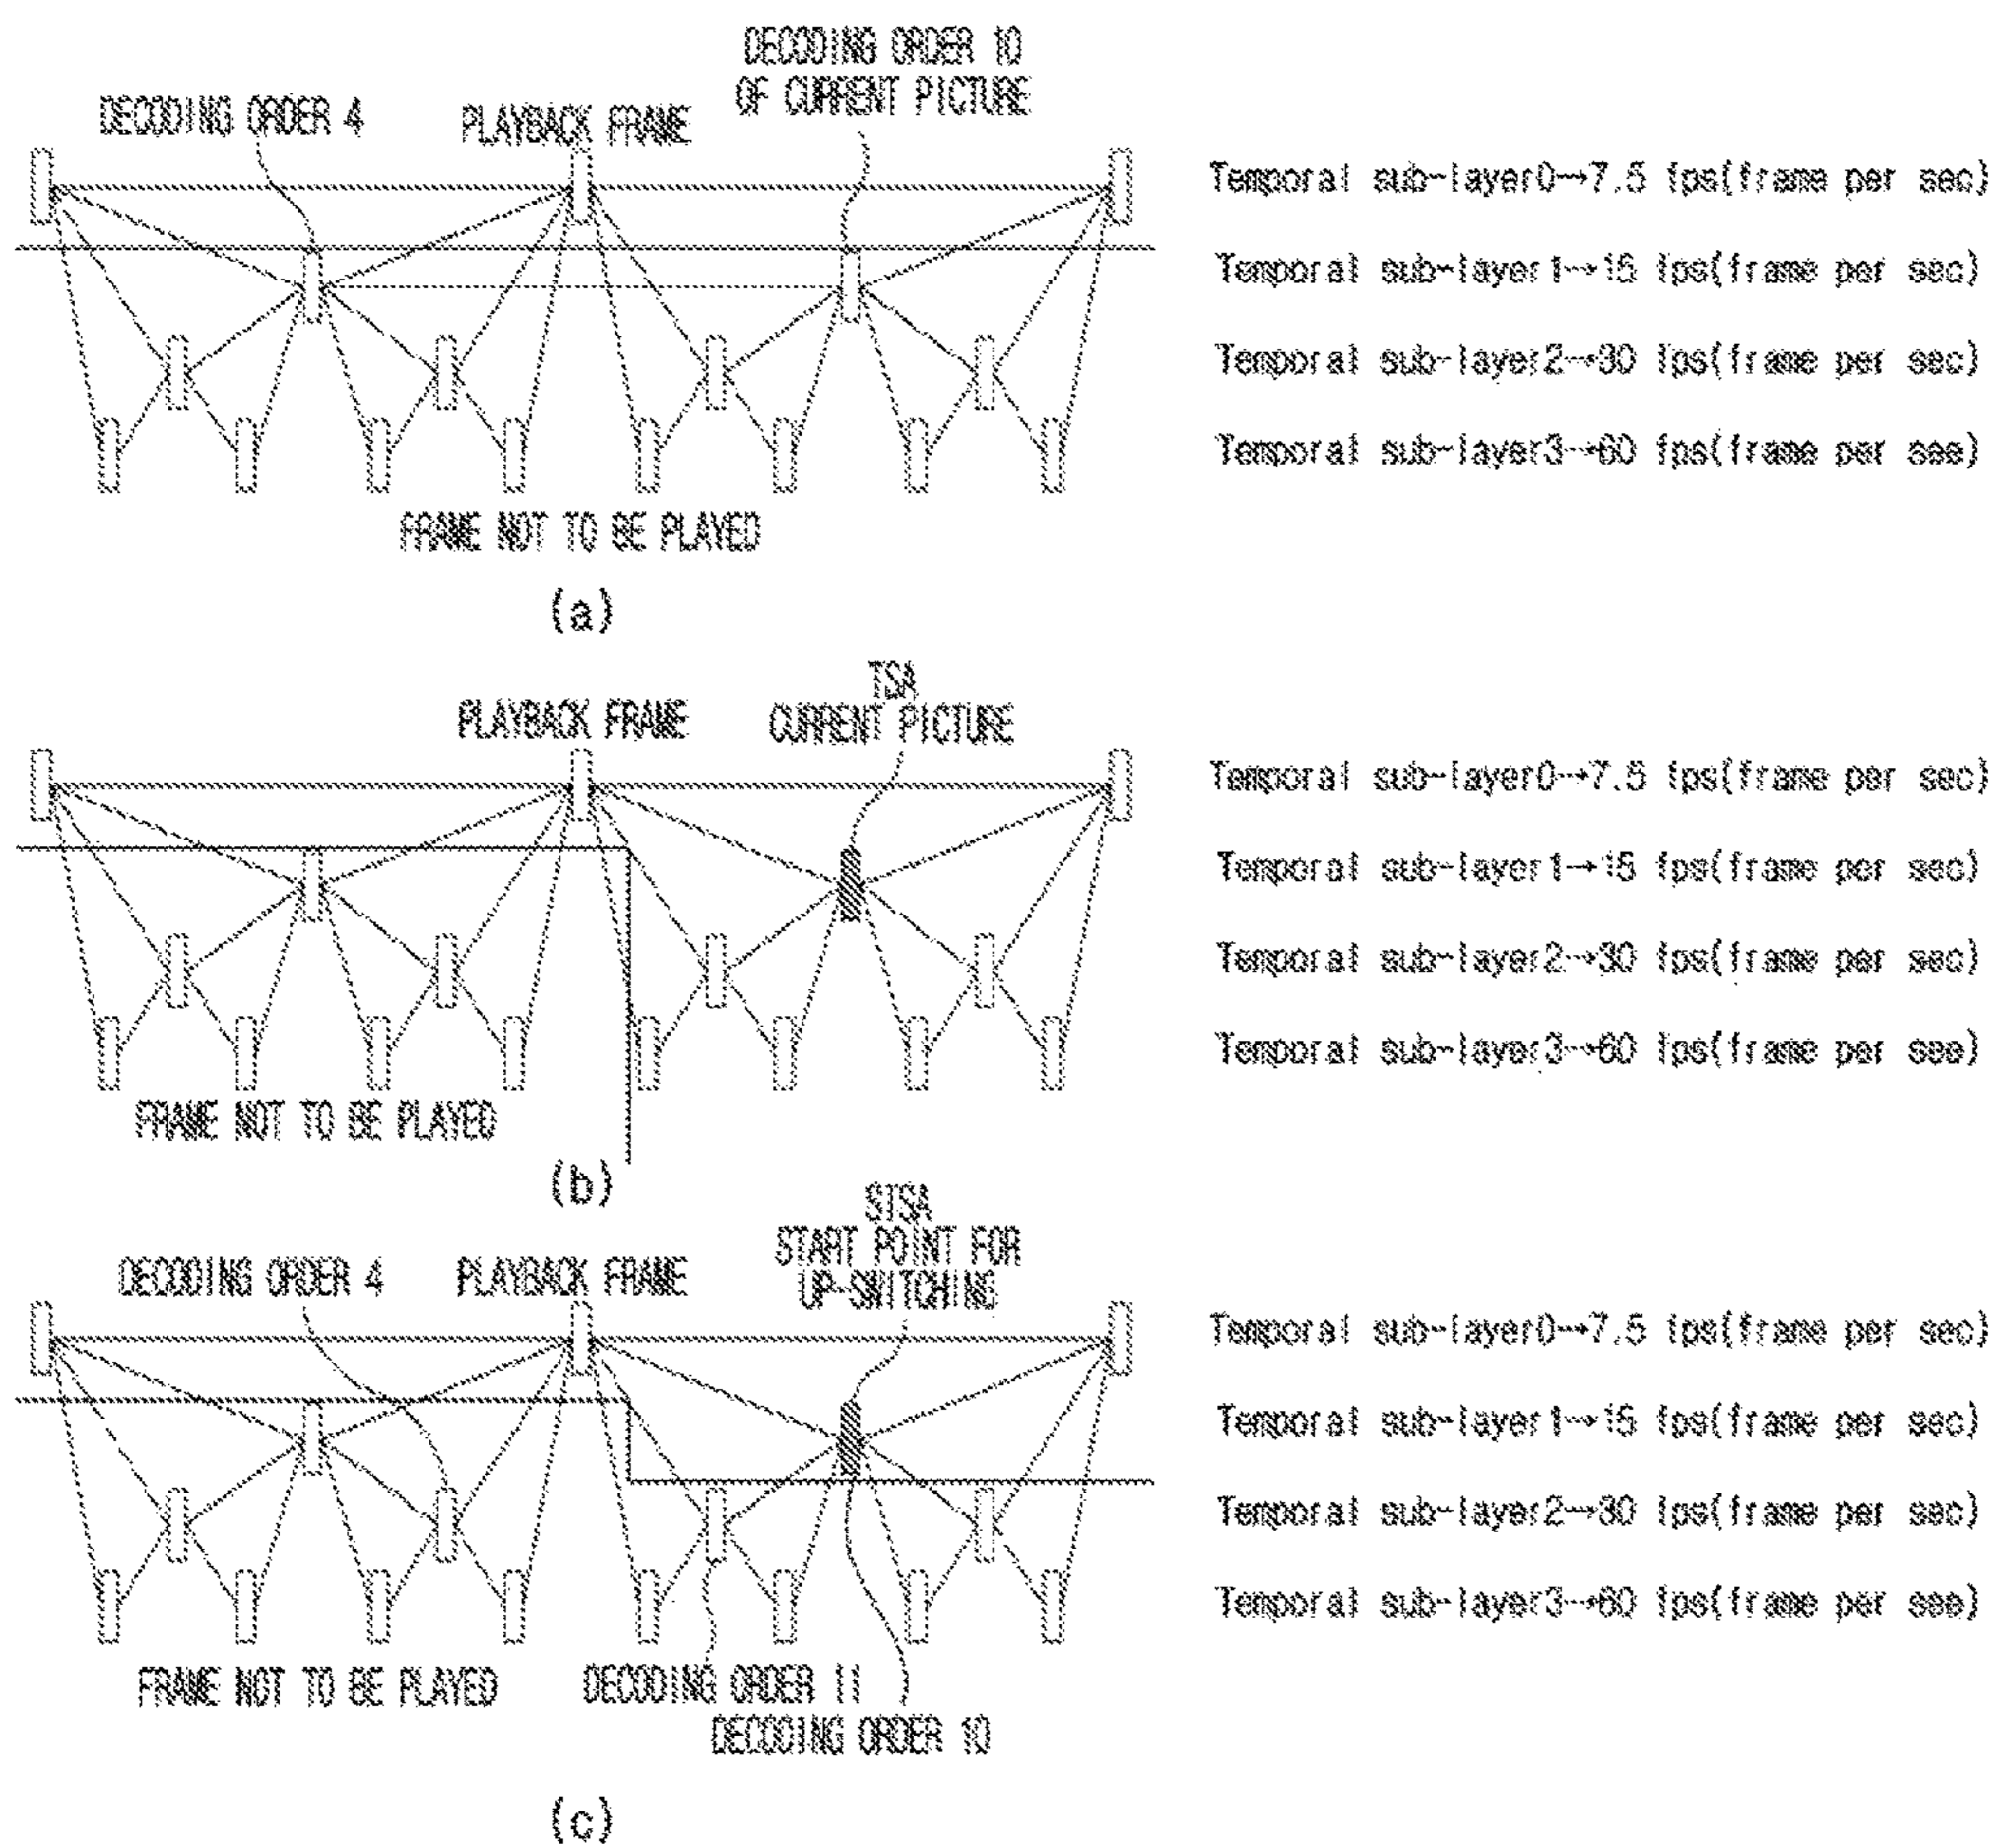 DECODING ORDER 10
OF CURRENT PICTURE
DECODING ORDER 4
PLAYBACK FRAME
Temporal sub-layer0→7.5 fps(frame per sec)
Temporal sub-layer1→15 fps(frame per sec)
Temporal sub-layer2→30 fps(frame per sec)
Temporal sub-layer3→60 fps(frame per see)
FRAME NOT TO BE PLAYED
(a)
TSA
CURRENT PICTURE
PLAYBACK FRAME
Temporal sub-layer0→7.5 fps(frame per sec)
Temporal sub-layer1→15 fps(frame per sec)
Temporal sub-layer2→30 fps(frame per sec)
Temporal sub-layer3→60 fps(frame per see)
FRAME NOT TO BE PLAYED
(b)
STSA
START POINT FOR
UP-SWITCHING
DECODING ORDER 4
PLAYBACK FRAME
Temporal sub-layer0→7.5 fps(frame per sec)
Temporal sub-layer1→15 fps(frame per sec)
Temporal sub-layer2→30 fps(frame per sec)
Temporal sub-layer3→60 fps(frame per see)
FRAME NOT TO BE PLAYED
DECODING ORDER 11
DECODING ORDER 10
(c)